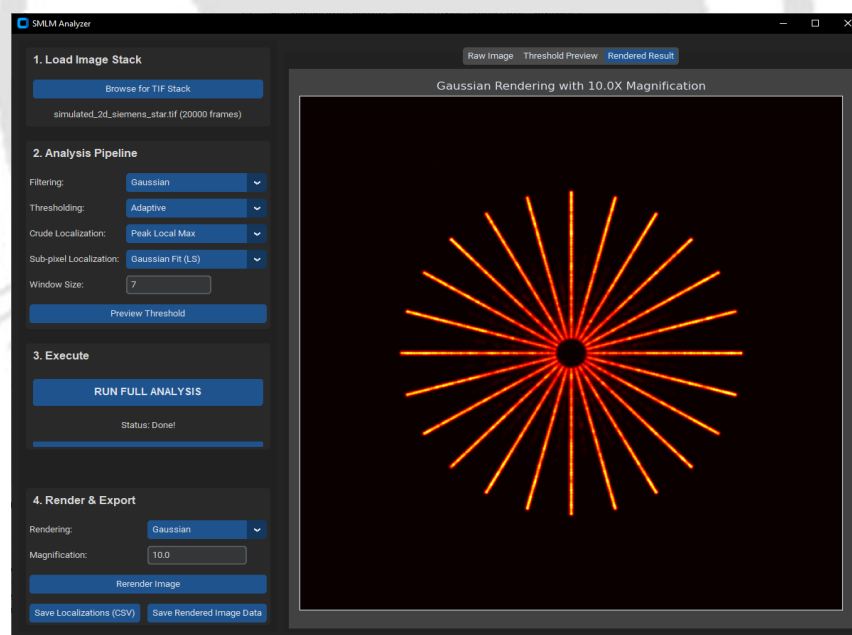 SMLM Analyzer
1. Load Image Stack
Browse for TIF Stack
simulated_2d_siemens_star.tif (20000 frames)
2. Analysis Pipeline
Filtering: Gaussian
Thresholding: Adaptive
Crude Localization: Peak Local Max
Sub-pixel Localization: Gaussian Fit (LS)
Window Size: 7
Preview Threshold
3. Execute
RUN FULL ANALYSIS
Status: Done!
4. Render & Export
Rendering: Gaussian
Magnification: 10.0
Rerender Image
Save Localizations (CSV) Save Rendered Image Data
Raw Image Threshold Preview Rendered Result
Gaussian Rendering with 10.0X Magnification